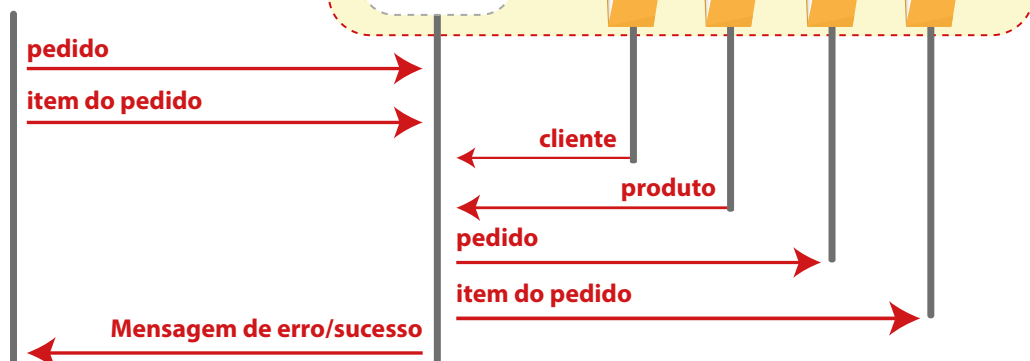 pedido
item do pedido
cliente
produto
pedido
item do pedido
Mensagem de erro/sucesso